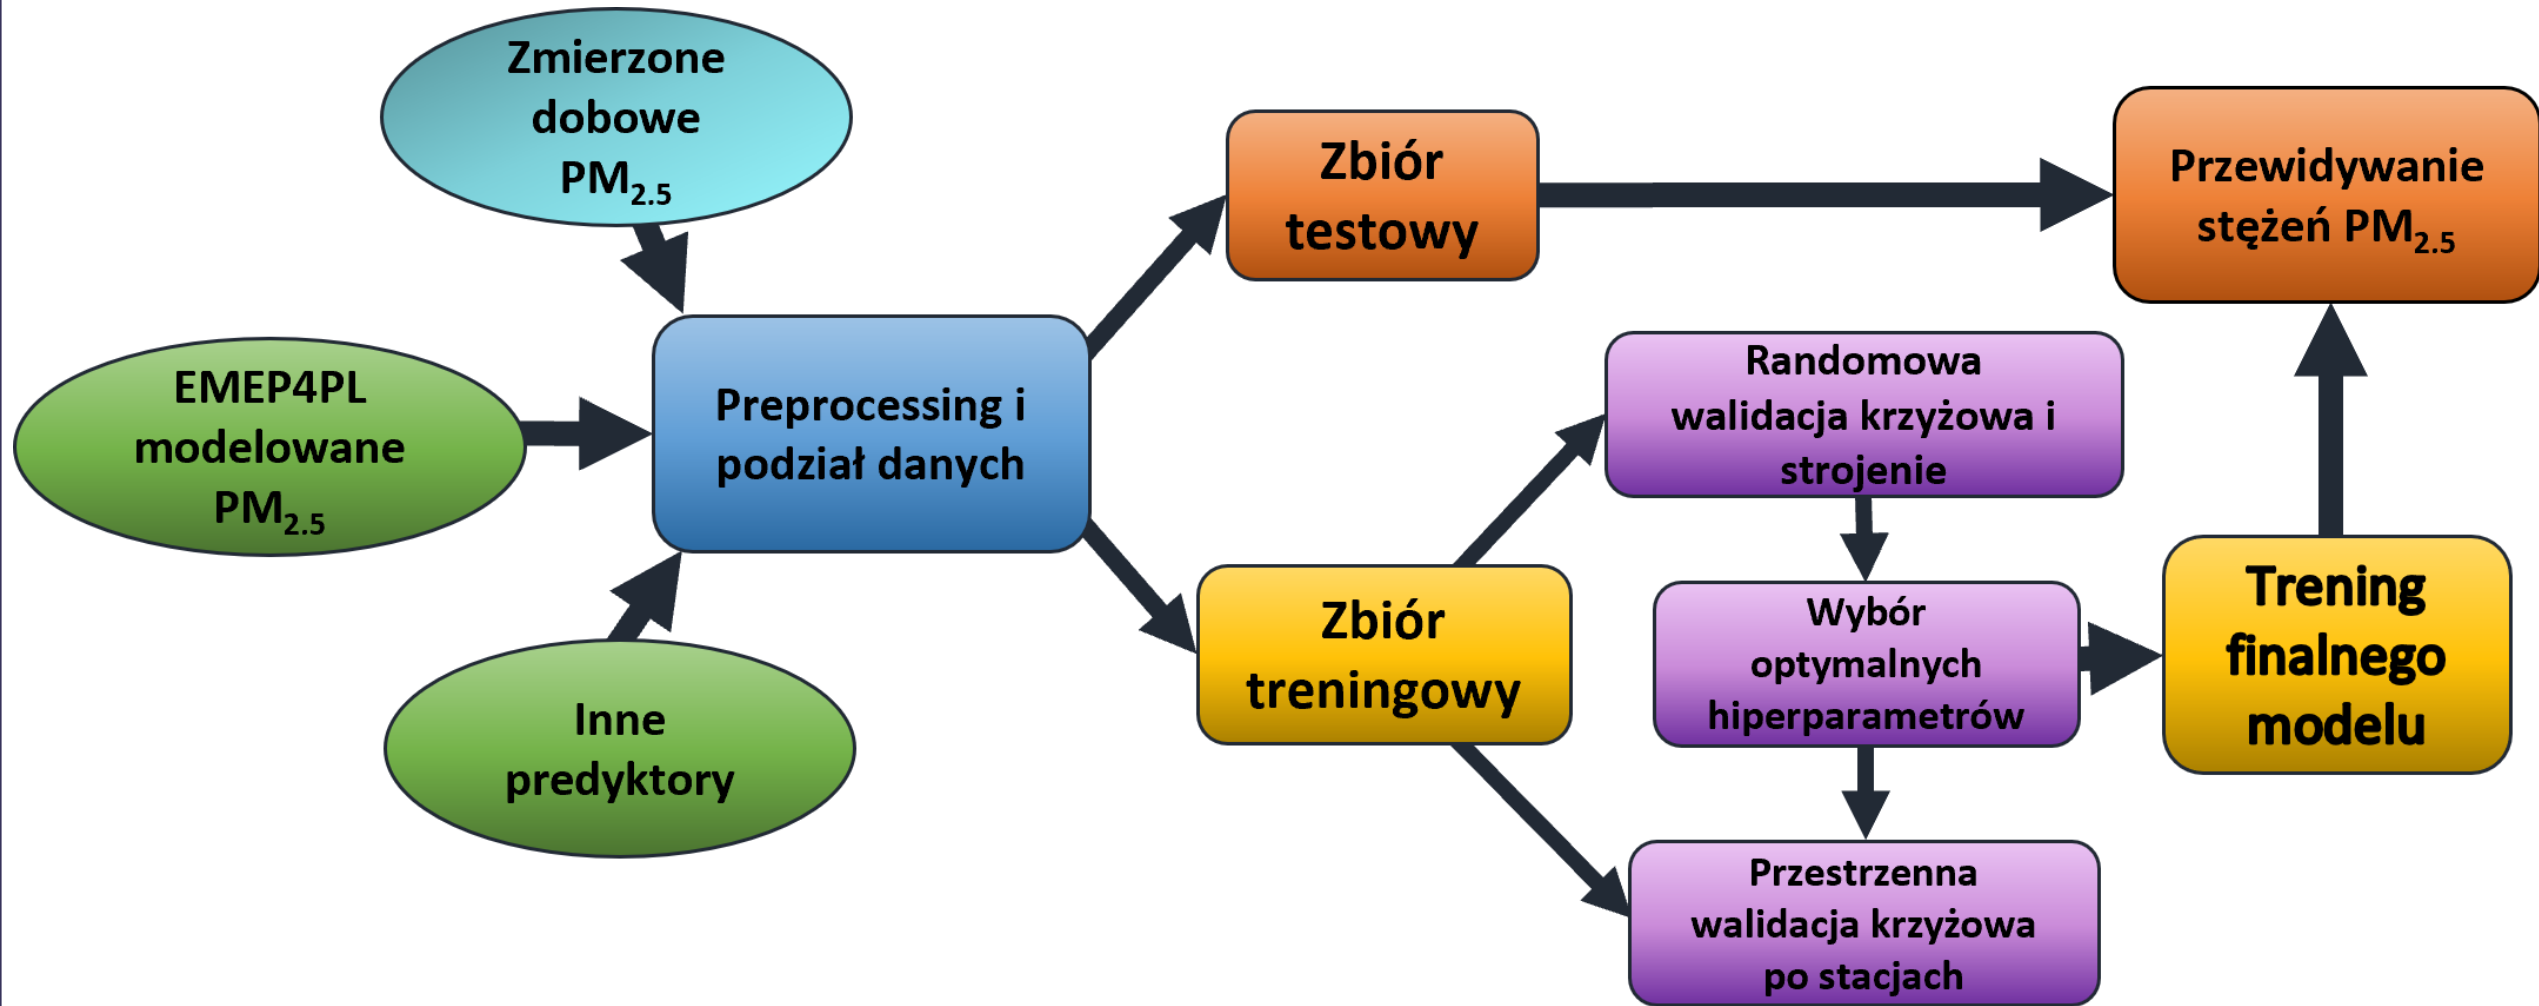 Zmierzone
dobowe
PM2.5
EMEP4PL
modelowane
PM2.5
Inne
predyktory
Preprocessing i
podział danych
Zbiór
testowy
Zbiór
treningowy
Randomowa
walidacja krzyżowa i
strojenie
Wybór
optymalnych
hiperparametrów
Przestrzenna
walidacja krzyżowa
po stacjach
Trening
finalnego
modelu
Przewidywanie
stężeń PM2.5